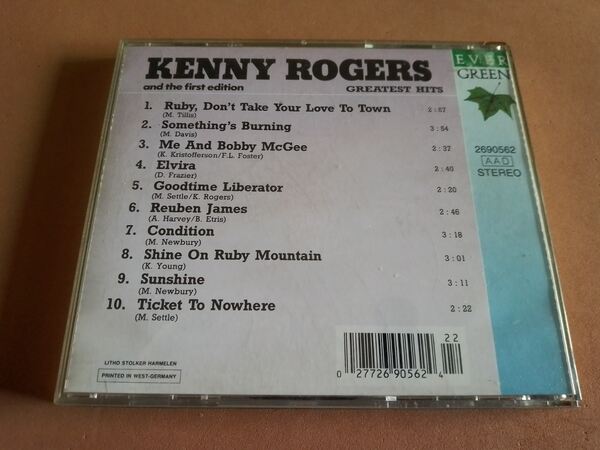 KENNY ROGERS
and the first edition GREATEST HITS
EVER
GREEN
1. Ruby, Don't Take Your Love To Town 2:57
(M. Tillis)
2. Something's Burning 3:54
(M. Davis)
3. Me And Bobby McGee 2:37
(K. Kristofferson/F.L. Foster)
4. Elvira 2:40
(D. Frazier)
5. Goodtime Liberator 2:20
(M. Settle/K. Rogers)
6. Reuben James 2:46
(A. Harvey/B. Etris)
7. Condition 3:18
(M. Newbury)
8. Shine On Ruby Mountain 3:01
(K. Young)
9. Sunshine 3:11
(M. Newbury)
10. Ticket To Nowhere 2:22
(M. Settle)
2690562
AAD
STEREO
LITHO STOLKER HARMELEN
PRINTED IN WEST-GERMANY
22
0 27726 90562 4